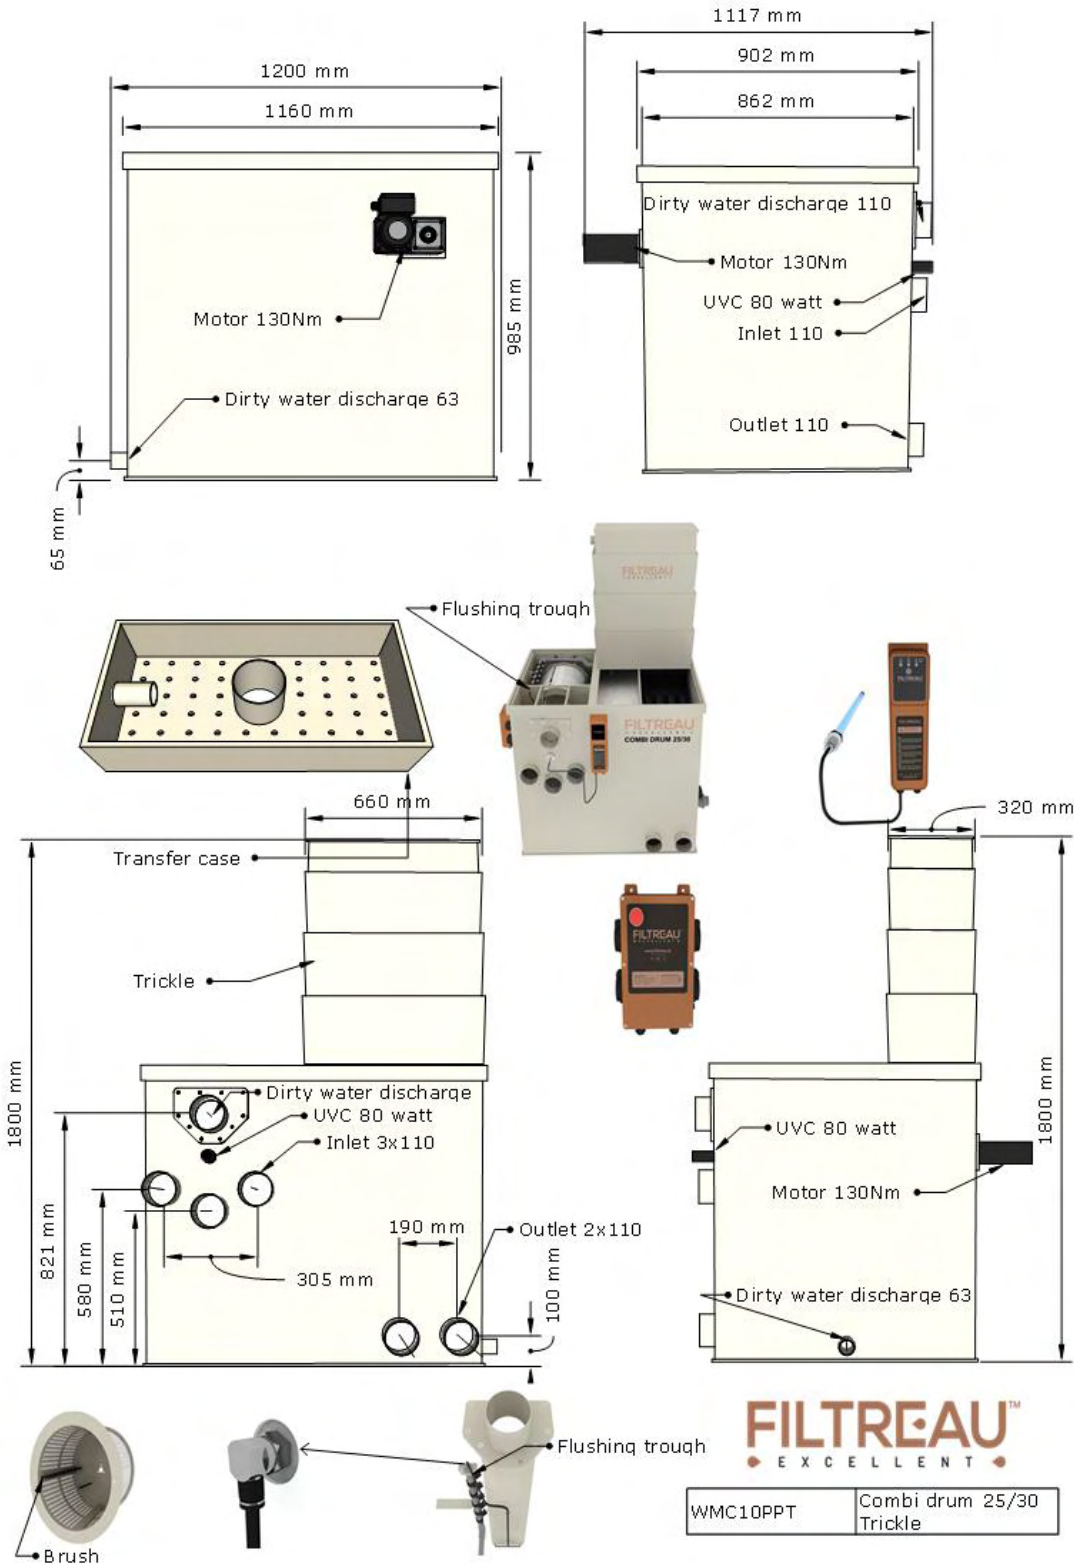 1200 mm
1160 mm
985 mm
Motor 130Nm
Dirty water discharge 63
65 mm
1117 mm
902 mm
862 mm
Dirty water discharge 110
Motor 130Nm
UVC 80 watt
Inlet 110
Outlet 110
Flushing trough
FILTREAU
FILTREAU
COMBI DRUM 25/30
FILTREAU
660 mm
Transfer case
Trickle
1800 mm
Dirty water discharge
UVC 80 watt
Inlet 3x110
821 mm
580 mm
510 mm
305 mm
190 mm
Outlet 2x110
100 mm
320 mm
1800 mm
UVC 80 watt
Motor 130Nm
Dirty water discharge 63
Brush
Flushing trough
FILTREAU™
EXCELLENT
WMC10PPT
Combi drum 25/30
Trickle